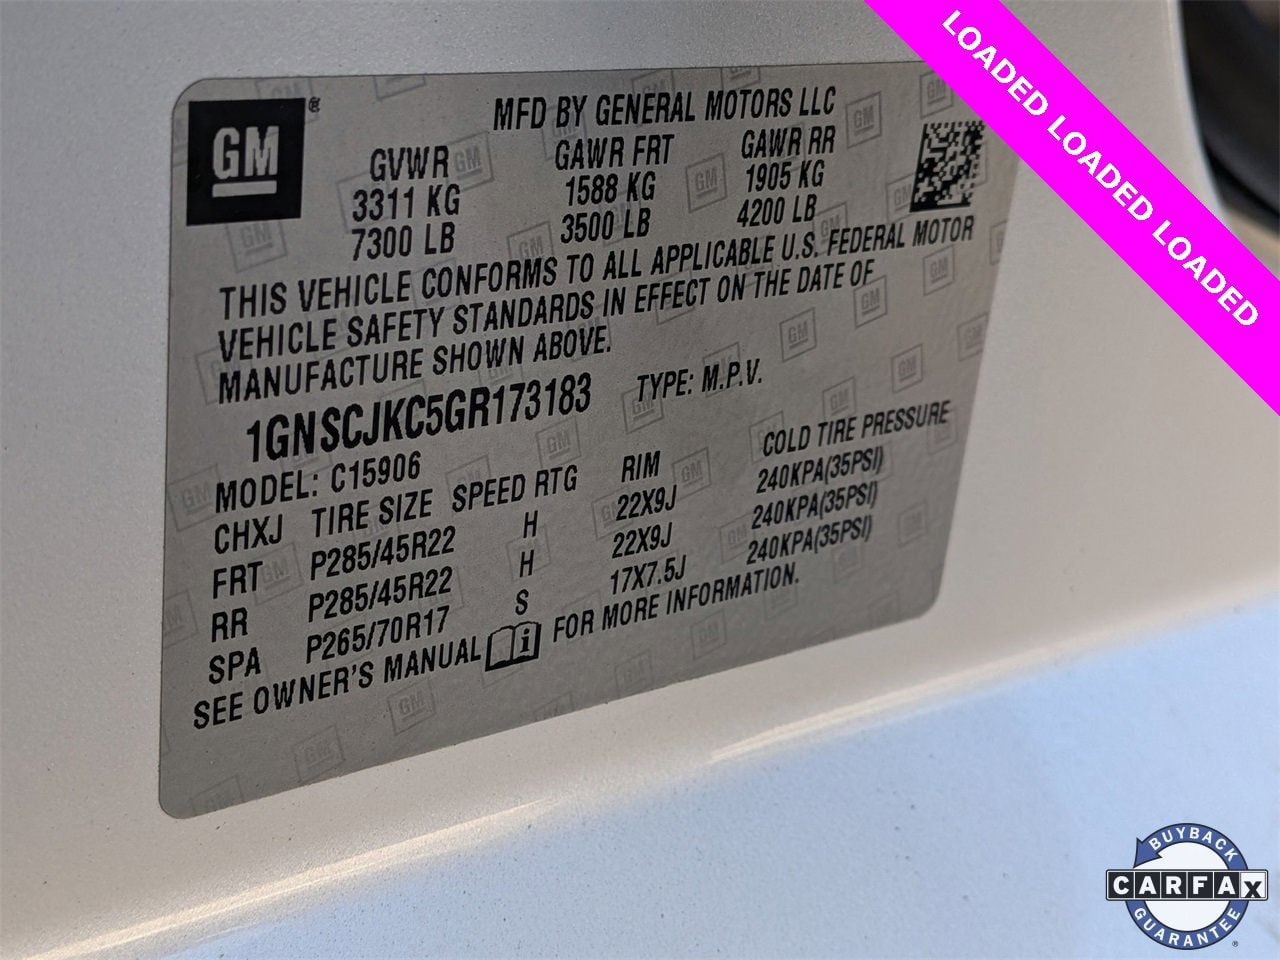 LOADED LOADED LOADED
GM
MFD BY GENERAL MOTORS LLC
GVWR GAWR FRT GAWR RR
3311 KG 1588 KG 1905 KG
7300 LB 3500 LB 4200 LB
THIS VEHICLE CONFORMS TO ALL APPLICABLE U.S. FEDERAL MOTOR
VEHICLE SAFETY STANDARDS IN EFFECT ON THE DATE OF
MANUFACTURE SHOWN ABOVE.
1GNSCJKC5GR173183 TYPE: M.P.V.
MODEL: C15906
CHXJ TIRE SIZE SPEED RTG RIM COLD TIRE PRESSURE
FRT P285/45R22 H 22X9J 240KPA(35PSI)
RR P285/45R22 H 22X9J 240KPA(35PSI)
SPA P265/70R17 S 17X7.5J 240KPA(35PSI)
SEE OWNER'S MANUAL i FOR MORE INFORMATION.
BUYBACK
CARFAX
GUARANTEE